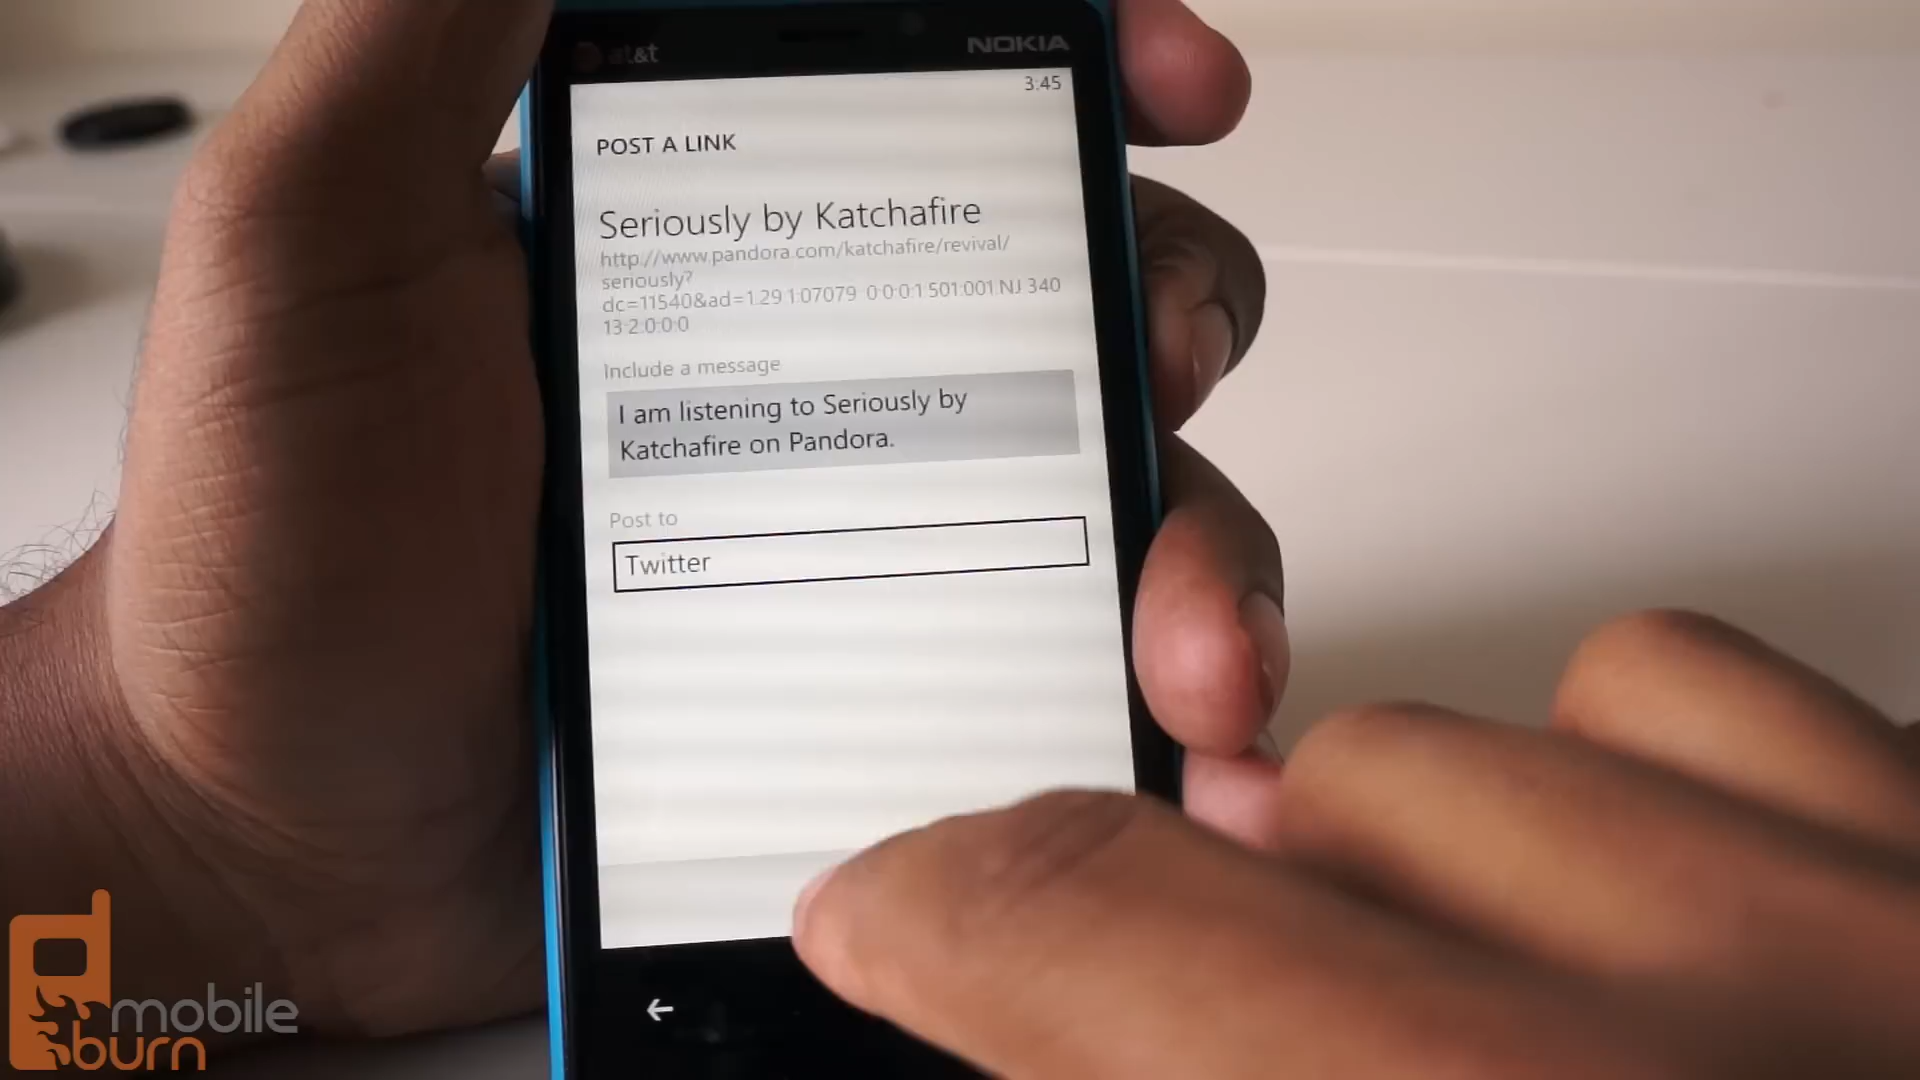 at&t
NOKIA
3:45
POST A LINK
Seriously by Katchafire
http://www.pandora.com/katchafire/revival/
seriously?
dc=11540&ad=1:29:1:07079::0:0:0:1:501:001:NJ:340
13:2:0:0:0
Include a message
I am listening to Seriously by
Katchafire on Pandora.
Post to
Twitter
mobile
burn